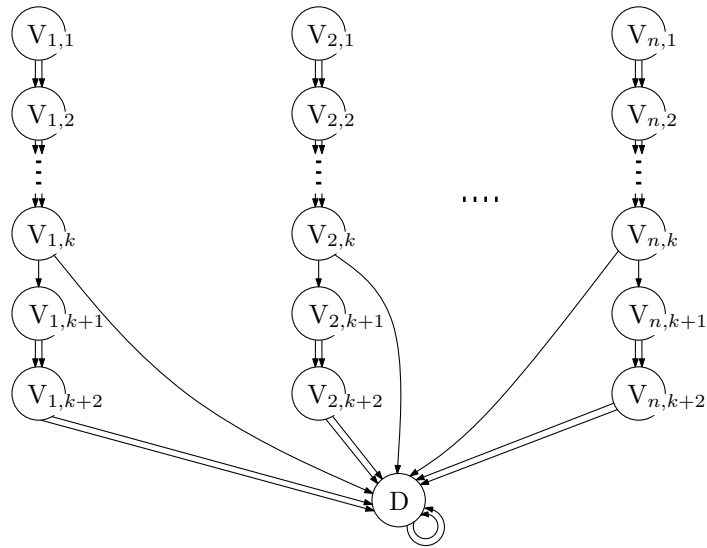 V1,1 V2,1 Vn,1
V1,2 V2,2 Vn,2
V1,k V2,k Vn,k
V1,k+1 V2,k+1 Vn,k+1
V1,k+2 V2,k+2 Vn,k+2
D